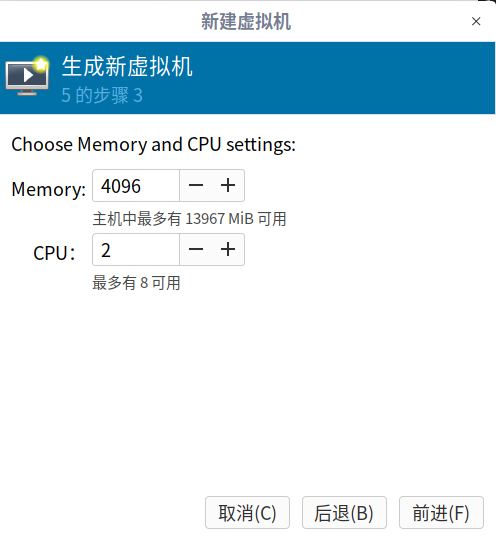 新建虚拟机
生成新虚拟机
5 的步骤 3
Choose Memory and CPU settings:
Memory: 4096
主机中最多有 13967 MiB 可用
CPU： 2
最多有 8 可用
取消(C) 后退(B) 前进(F)